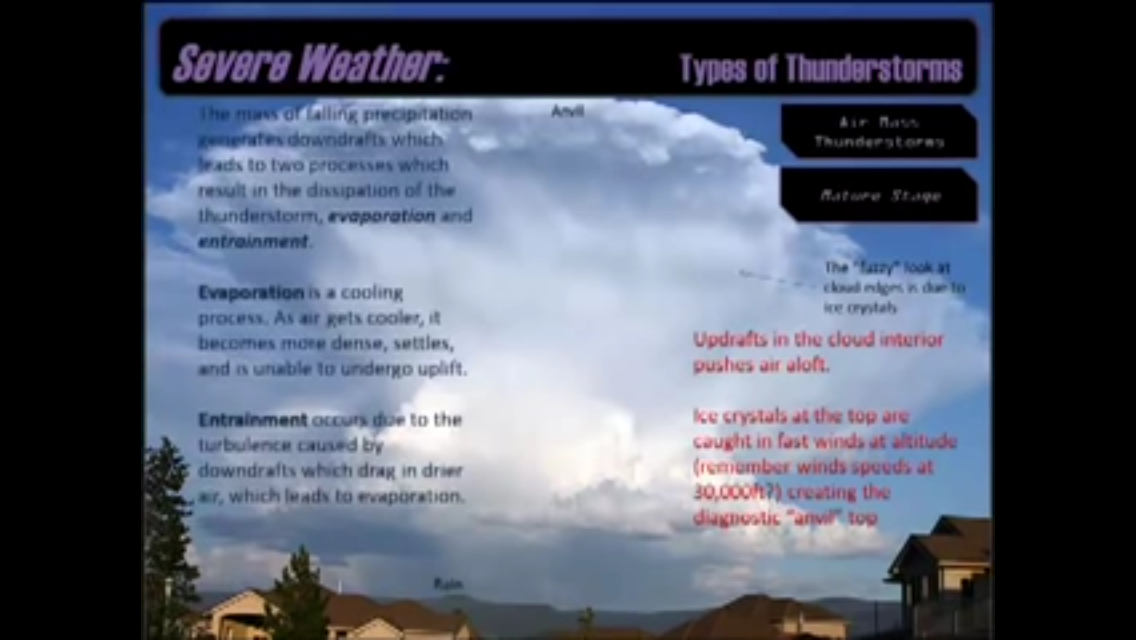 Severe Weather:
Types of Thunderstorms
The mass of falling precipitation
generates downdrafts which
leads to two processes which
result in the dissipation of the
thunderstorm, evaporation and
entrainment.
Evaporation is a cooling
process. As air gets cooler, it
becomes more dense, settles,
and is unable to undergo uplift.
Entrainment occurs due to the
turbulence caused by
downdrafts which drag in drier
air, which leads to evaporation.
Anvil
Rain
Air Mass
Thunderstorms
Mature Stage
The "fuzzy" look at
cloud edges is due to
ice crystals
Updrafts in the cloud interior
pushes air aloft.
Ice crystals at the top are
caught in fast winds at altitude
(remember winds speeds at
30,000ft?) creating the
diagnostic "anvil" top